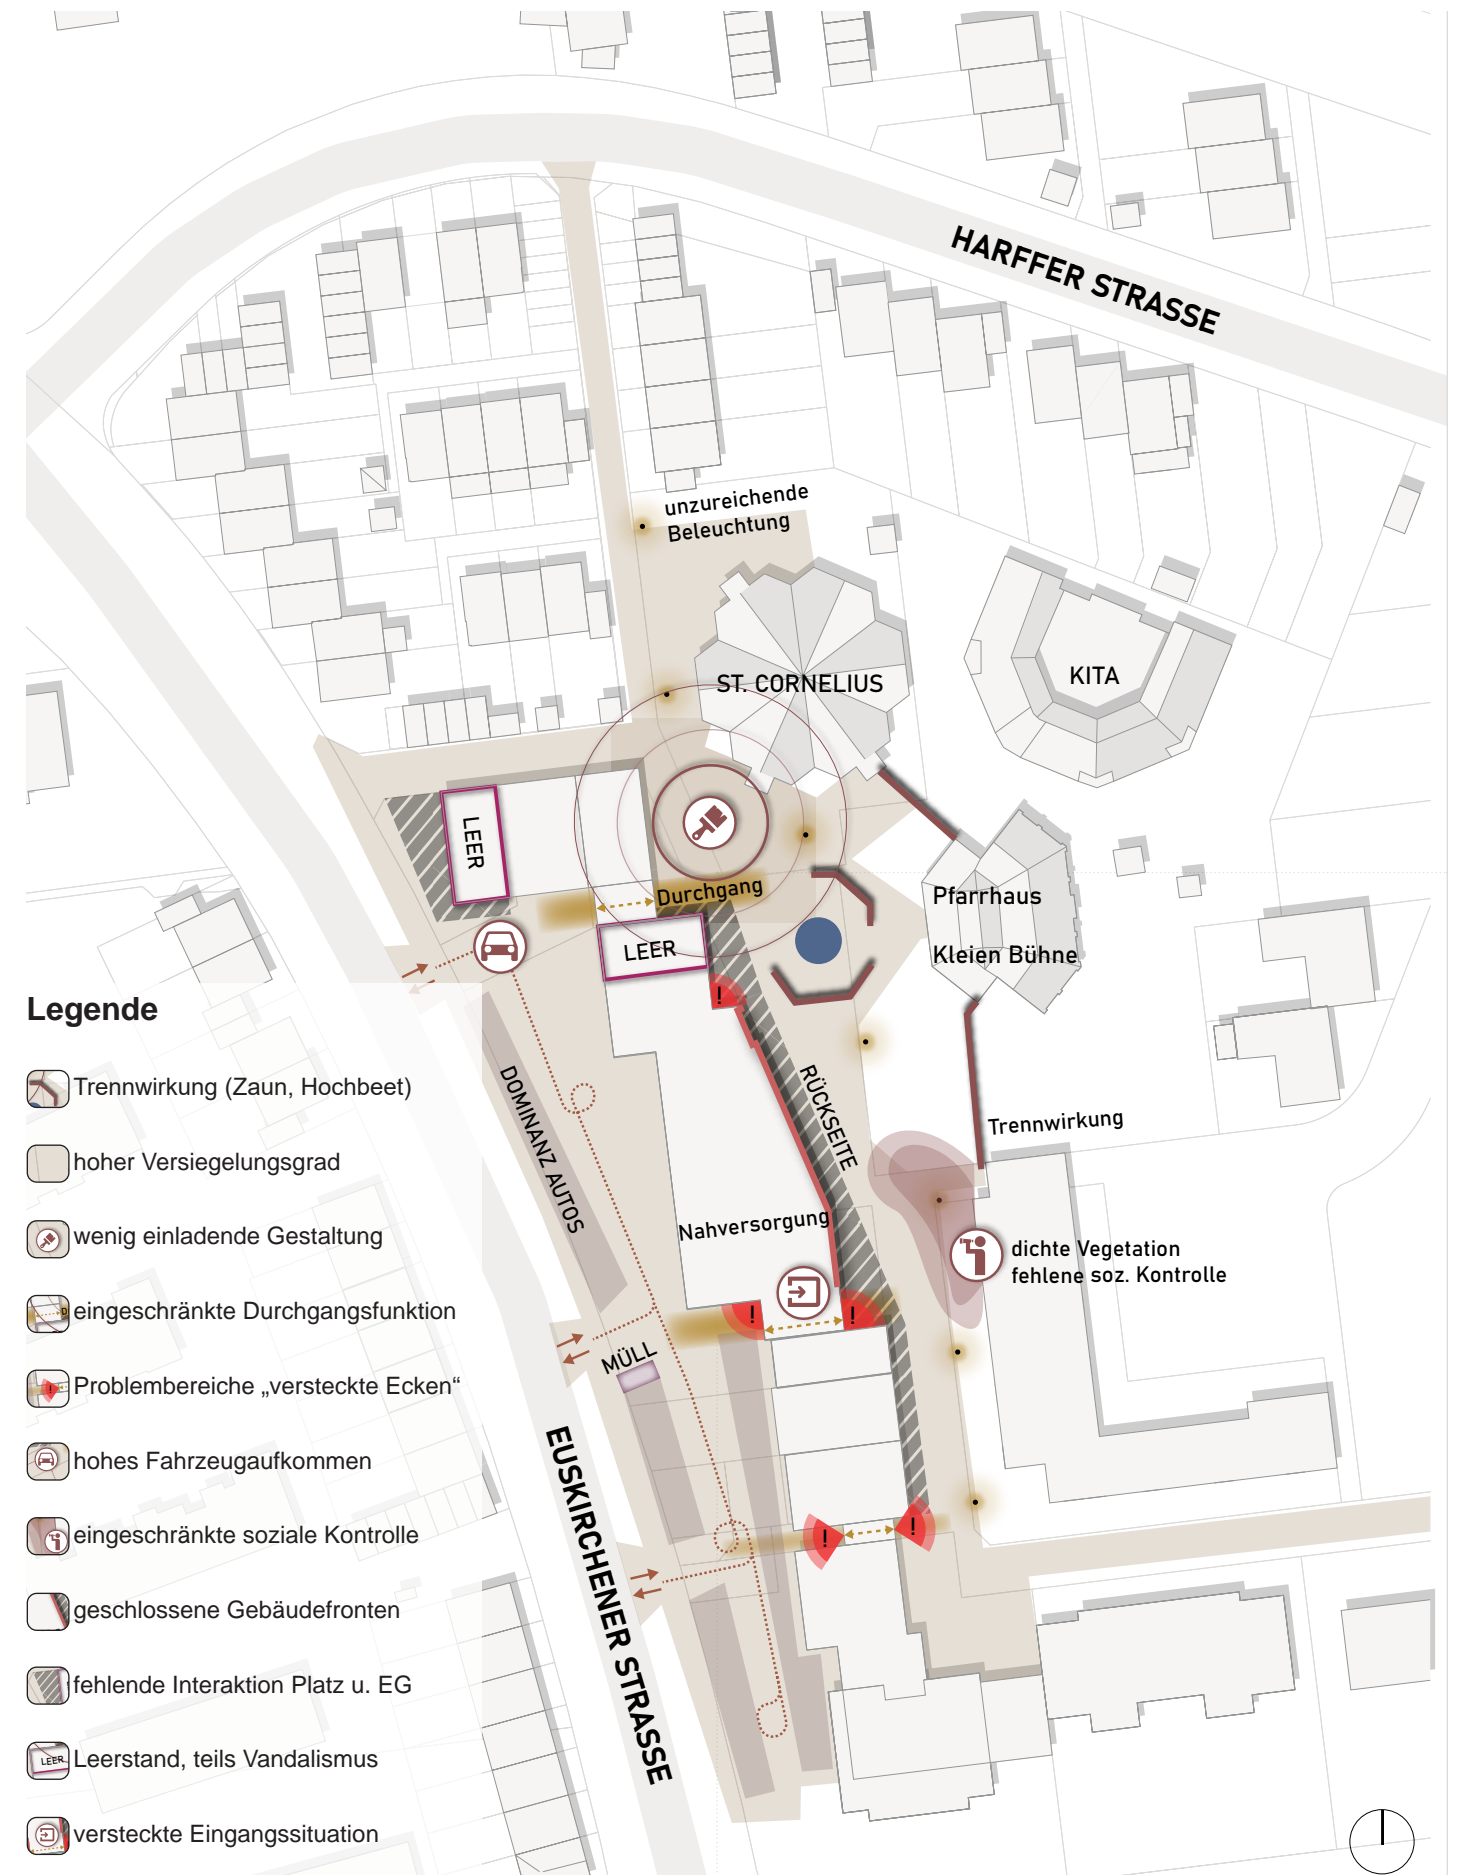 HARFFER STRASSE
unzureichende
Beleuchtung
ST. CORNELIUS
KITA
LEER
Durchgang
LEER
Pfarrhaus
Kleien Bühne
DOMINANZ AUTOS
RÜCKSEITE
Trennwirkung
Nahversorgung
!
dichte Vegetation
fehlene soz. Kontrolle
!
!
MÜLL
EUSKIRCHENER STRASSE
!
!
Legende
Trennwirkung (Zaun, Hochbeet)
hoher Versiegelungsgrad
wenig einladende Gestaltung
eingeschränkte Durchgangsfunktion
Problembereiche „versteckte Ecken“
hohes Fahrzeugaufkommen
eingeschränkte soziale Kontrolle
geschlossene Gebäudefronten
fehlende Interaktion Platz u. EG
LEER
Leerstand, teils Vandalismus
versteckte Eingangssituation